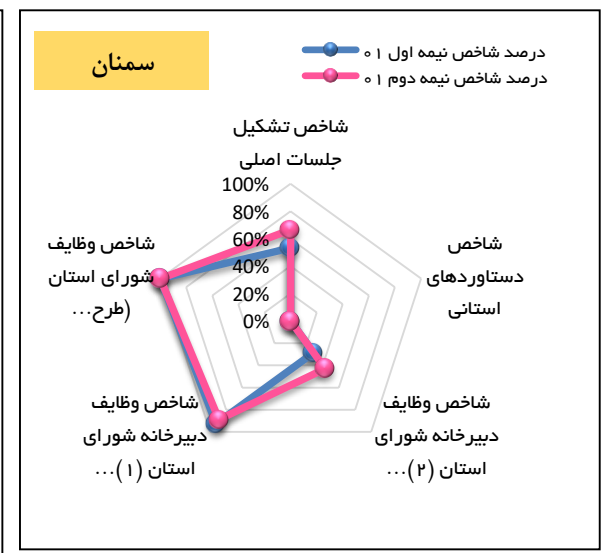 سمنان
درصد شاخص نیمه اول ۰۱
درصد شاخص نیمه دوم ۰۱
شاخص تشکیل
جلسات اصلی
100%
80%
60%
40%
20%
0%
شاخص
دستاوردهای
استانی
شاخص وظایف
دبیرخانه شورای
استان (۲)...
شاخص وظایف
دبیرخانه شورای
استان (۱)...
شاخص وظایف
شورای استان
(طرح...